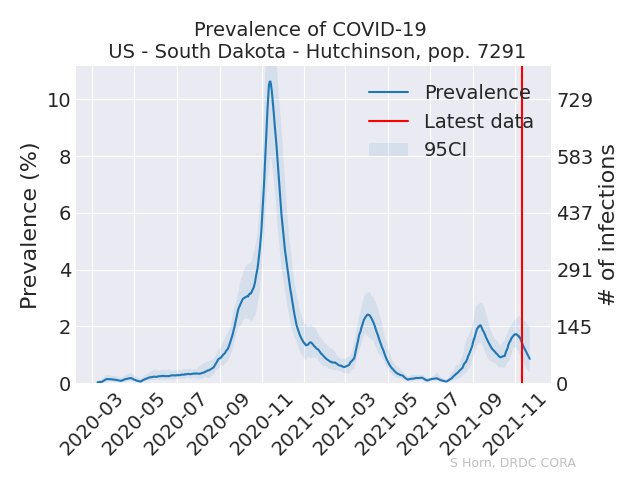 Prevalence of COVID-19
US - South Dakota - Hutchinson, pop. 7291
Prevalence
Latest data
95CI
Prevalence (%)
10
8
6
4
2
0
729
583
437
291
145
0
# of infections
2020-03
2020-05
2020-07
2020-09
2020-11
2021-01
2021-03
2021-05
2021-07
2021-09
2021-11
S Horn, DRDC CORA